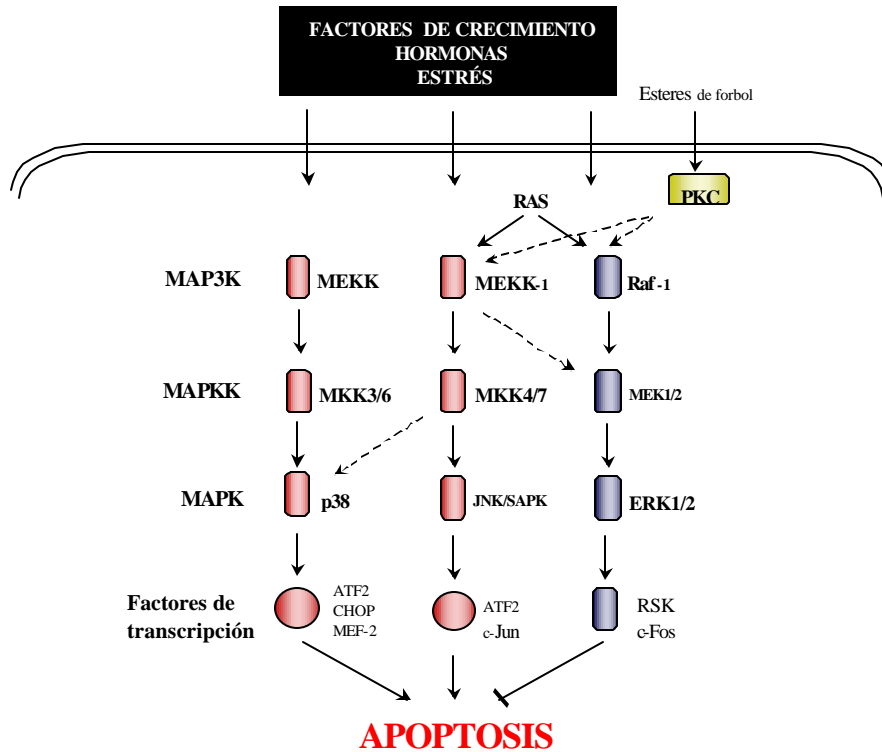 FACTORES DE CRECIMIENTO
HORMONAS
ESTRÉS
Esteres de forbol
PKC
RAS
MAP3K
MEKK
MEKK-1
Raf-1
MAPKK
MKK3/6
MKK4/7
MEK1/2
MAPK
p38
JNK/SAPK
ERK1/2
Factores de
transcripción
ATF2
CHOP
MEF-2
ATF2
c-Jun
RSK
c-Fos
APOPTOSIS